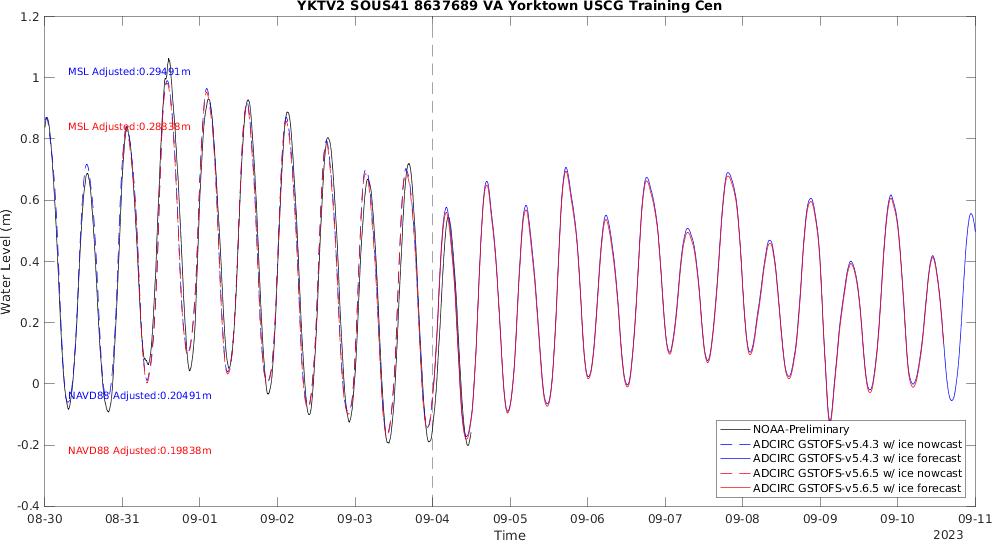 YKTV2 SOUS41 8637689 VA Yorktown USCG Training Cen
1.2
1
0.8
0.6
0.4
0.2
0
-0.2
-0.4
Water Level (m)
MSL Adjusted:0.29491m
MSL Adjusted:0.28838m
NAVD88 Adjusted:0.20491m
NAVD88 Adjusted:0.19838m
NOAA-Preliminary
ADCIRC GSTOFS-v5.4.3 w/ ice nowcast
ADCIRC GSTOFS-v5.4.3 w/ ice forecast
ADCIRC GSTOFS-v5.6.5 w/ ice nowcast
ADCIRC GSTOFS-v5.6.5 w/ ice forecast
08-30 08-31 09-01 09-02 09-03 09-04 09-05 09-06 09-07 09-08 09-09 09-10 09-11
Time
2023